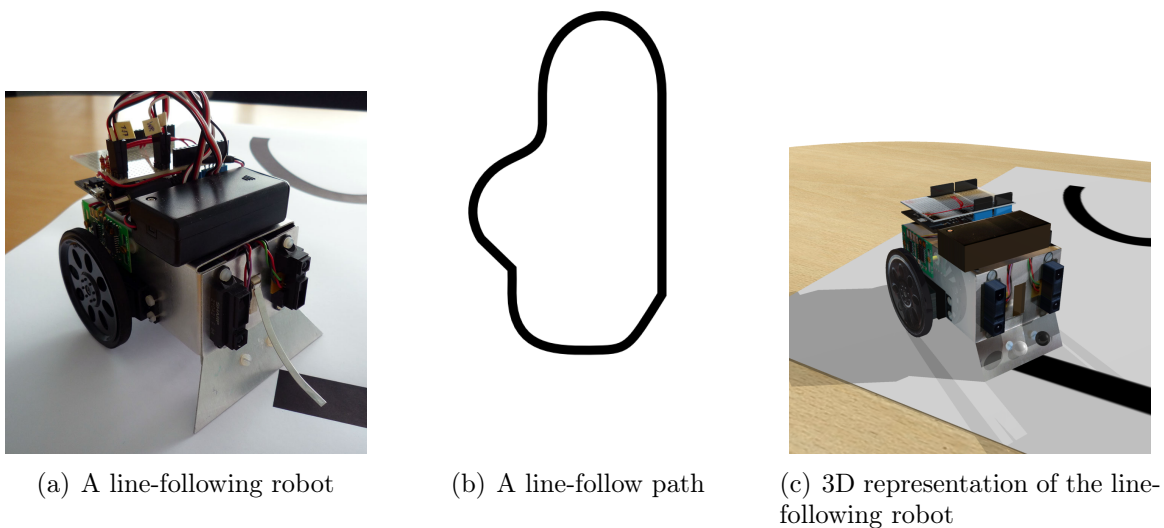 (a) A line-following robot
(b) A line-follow path
(c) 3D representation of the line-
following robot